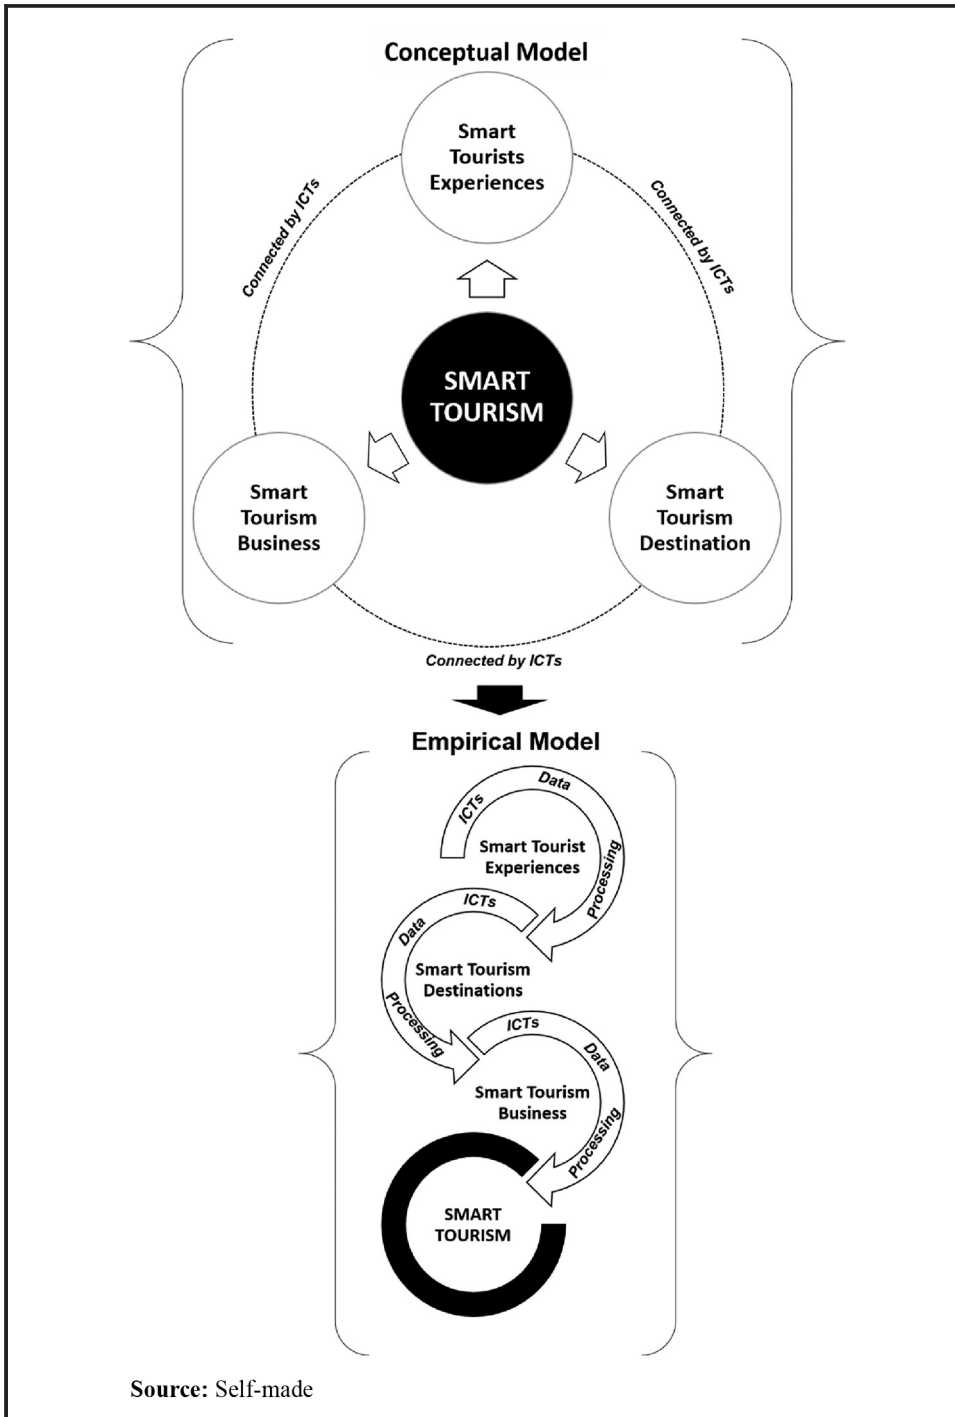 Conceptual Model
Smart
Tourists
Experiences
Connected by ICTs
Connected by ICTs
SMART
TOURISM
Smart
Tourism
Business
Smart
Tourism
Destination
Connected by ICTs
Empirical Model
ICTs
Data
Processing
Smart Tourist
Experiences
ICTs
Data
Processing
Smart Tourism
Destinations
ICTs
Data
Processing
Smart Tourism
Business
SMART
TOURISM
Source: Self-made